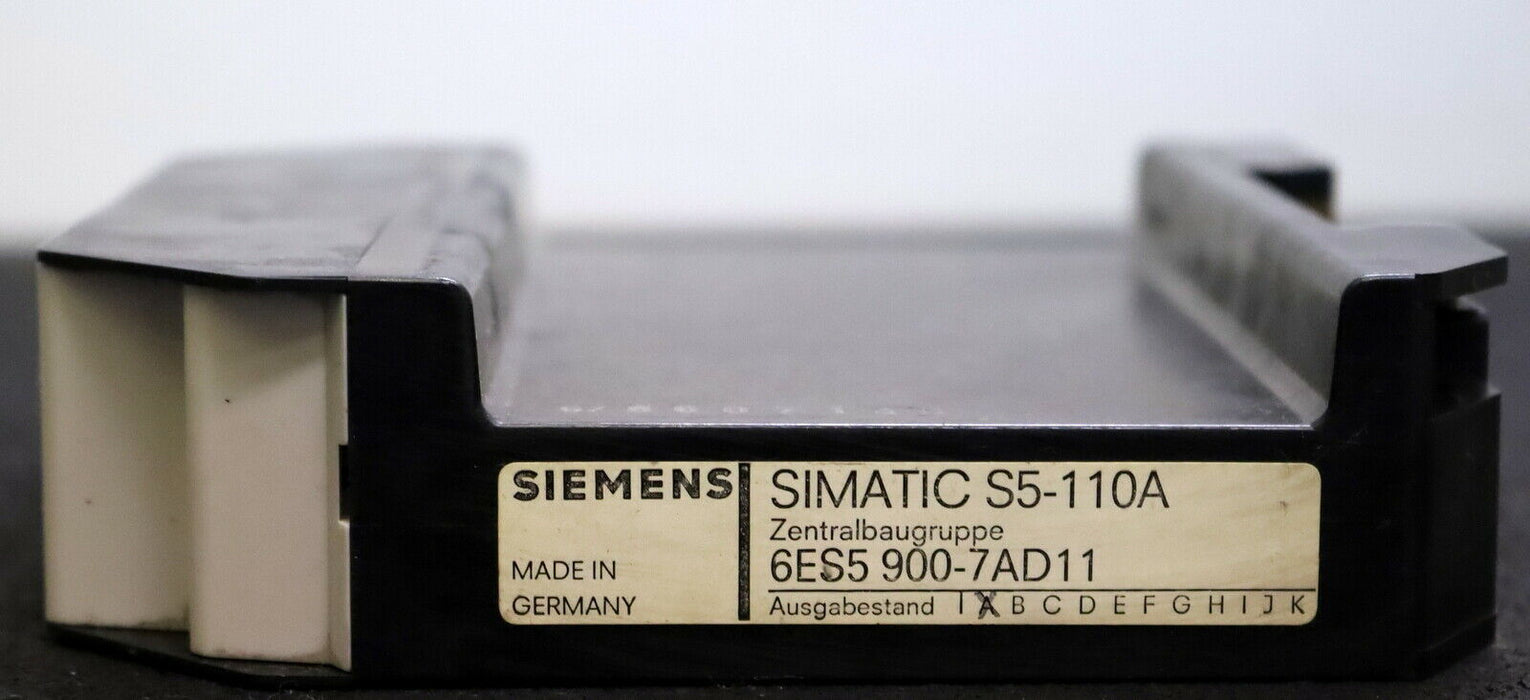 SIEMENS
MADE IN
GERMANY
SIMATIC S5-110A
Zentralbaugruppe
6ES5 900-7AD11
Ausgabestand 1 A B C D E F G H I J K